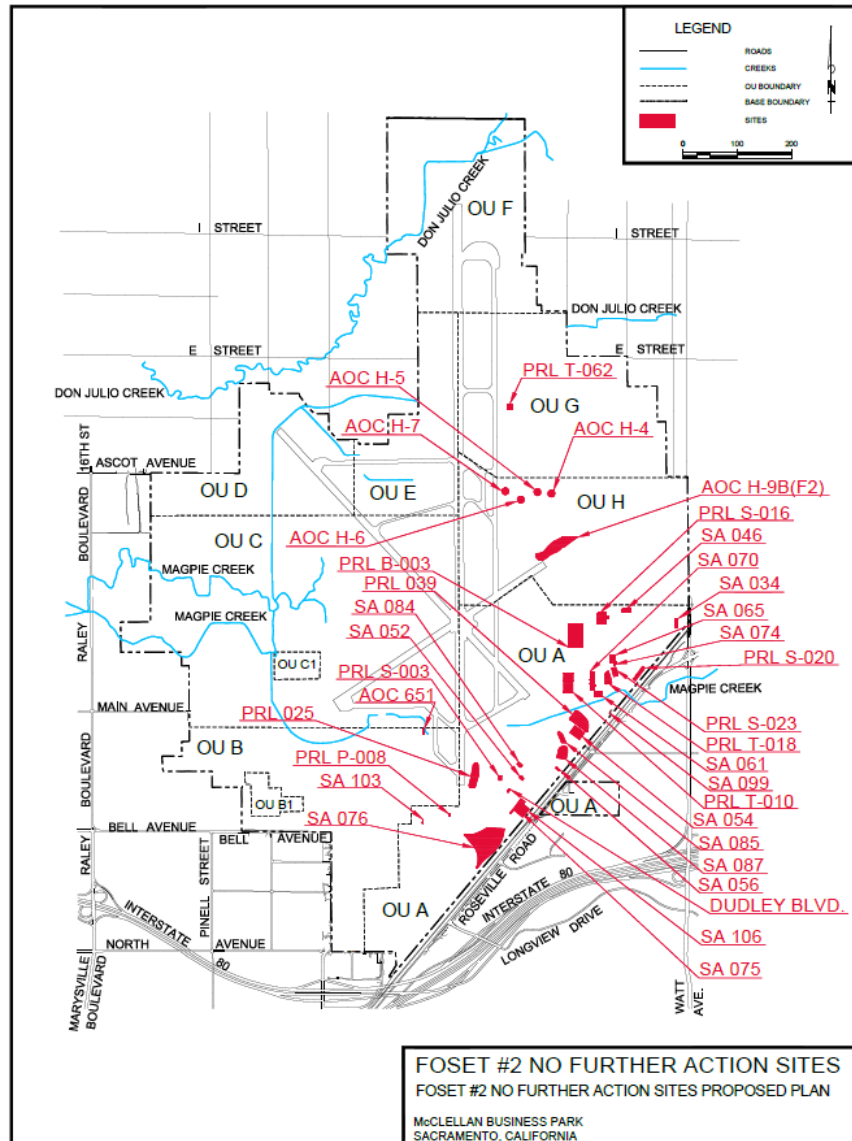 LEGEND
ROADS
CREEKS
OU BOUNDARY
BASE BOUNDARY
SITES
N
0 100 200
I STREET
DON JULIO CREEK
OU F
I STREET
DON JULIO CREEK
E STREET
E STREET
DON JULIO CREEK
AOC H-5
PRL T-062
OU G
AOC H-7
AOC H-4
16TH ST
ASCOT AVENUE
OU D
OU E
OU H
AOC H-9B(F2)
PRL S-016
AOC H-6
OU C
SA 046
PRL B-003
SA 070
BOULEVARD
MAGPIE CREEK
PRL 039
SA 034
SA 084
SA 065
MAGPIE CREEK
SA 052
SA 074
RALEY
OU A
PRL S-020
OU C1
PRL S-003
MAGPIE CREEK
AOC 651
MAIN AVENUE
PRL 025
PRL S-023
PRL T-018
OU B
PRL P-008
SA 061
SA 099
BOULEVARD
SA 103
PRL T-010
OU B1
OU A
SA 076
SA 054
BELL AVENUE
BELL AVENUE
SA 085
RALEY
SA 087
PINELL STREET
ROSEVILLE ROAD
SA 056
INTERSTATE 80
DUDLEY BLVD.
OU A
INTERSTATE
LONGVIEW DRIVE
SA 106
NORTH AVENUE
80
SA 075
MARYSVILLE
BOULEVARD
WATT
AVE.
FOSET #2 NO FURTHER ACTION SITES
FOSET #2 NO FURTHER ACTION SITES PROPOSED PLAN
McCLELLAN BUSINESS PARK
SACRAMENTO, CALIFORNIA